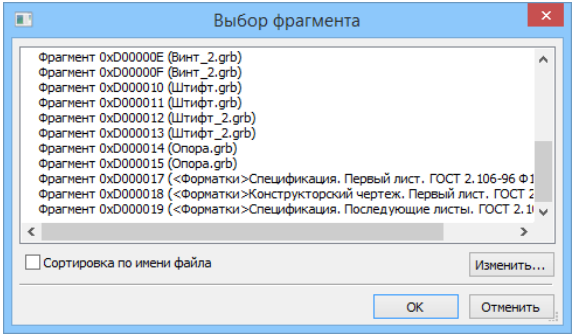 Выбор фрагмента
Фрагмент 0xD00000E (Винт_2.grb)
Фрагмент 0xD00000F (Винт_2.grb)
Фрагмент 0xD000010 (Штифт.grb)
Фрагмент 0xD000011 (Штифт.grb)
Фрагмент 0xD000012 (Штифт_2.grb)
Фрагмент 0xD000013 (Штифт_2.grb)
Фрагмент 0xD000014 (Опора.grb)
Фрагмент 0xD000015 (Опора.grb)
Фрагмент 0xD000017 (<Форматки>Спецификация. Первый лист. ГОСТ 2.106-96 Ф1
Фрагмент 0xD000018 (<Форматки>Конструкторский чертеж. Первый лист. ГОСТ 2
Фрагмент 0xD000019 (<Форматки>Спецификация. Последующие листы. ГОСТ 2.10
Сортировка по имени файла
Изменить...
OK
Отменить